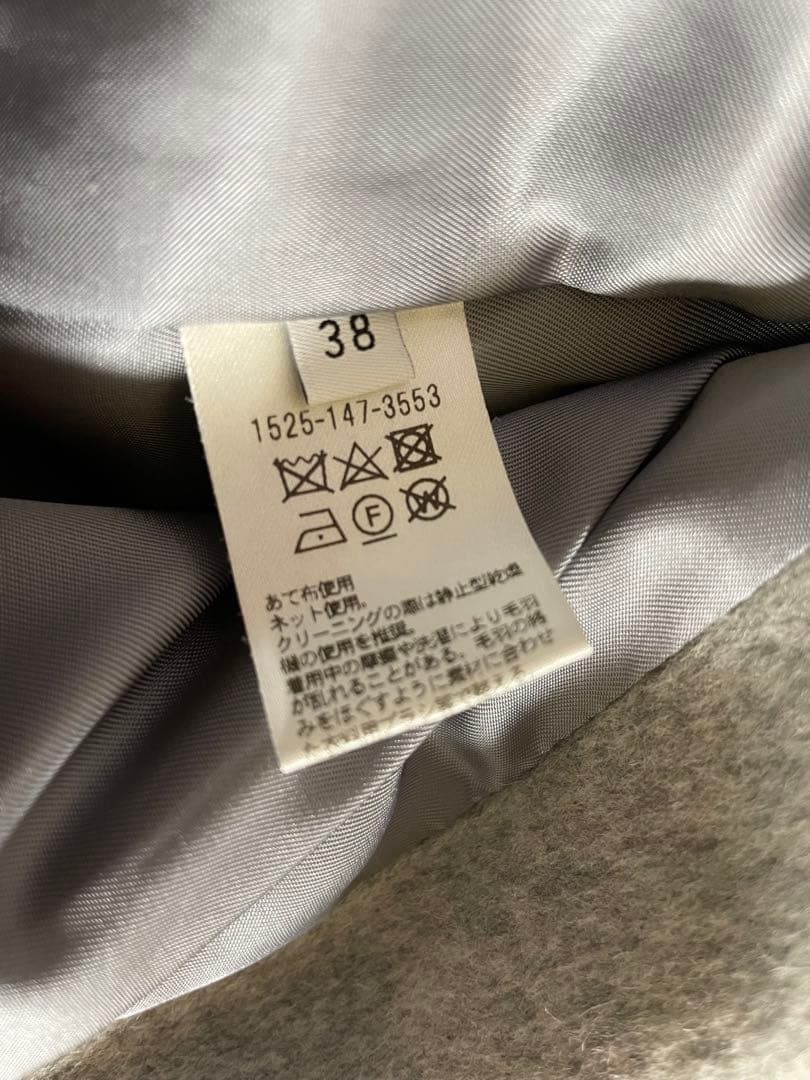 38
1525-147-3553
F
W
あて布使用
ネット使用。
クリーニングの際は静止型乾燥
樹の使用を推奨。
着用中の摩擦や洗濯により毛羽
が乱れることがある。毛羽の絡
みをほぐすように素材に合わせ